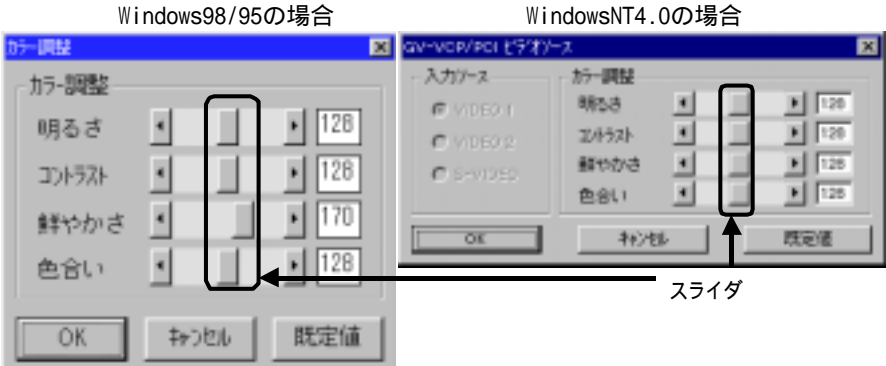 Windows98/95の場合
カラー調整
カラー調整
明るさ 128
コントラスト 128
鮮やかさ 170
色合い 128
OK キャンセル 既定値
WindowsNT4.0の場合
GV-VCP/PCI ビデオソース
入力ソース
VIDEO 1
VIDEO 2
S-VIDEO
カラー調整
明るさ 128
コントラスト 128
鮮やかさ 128
色合い 128
OK キャンセル 既定値
スライダ